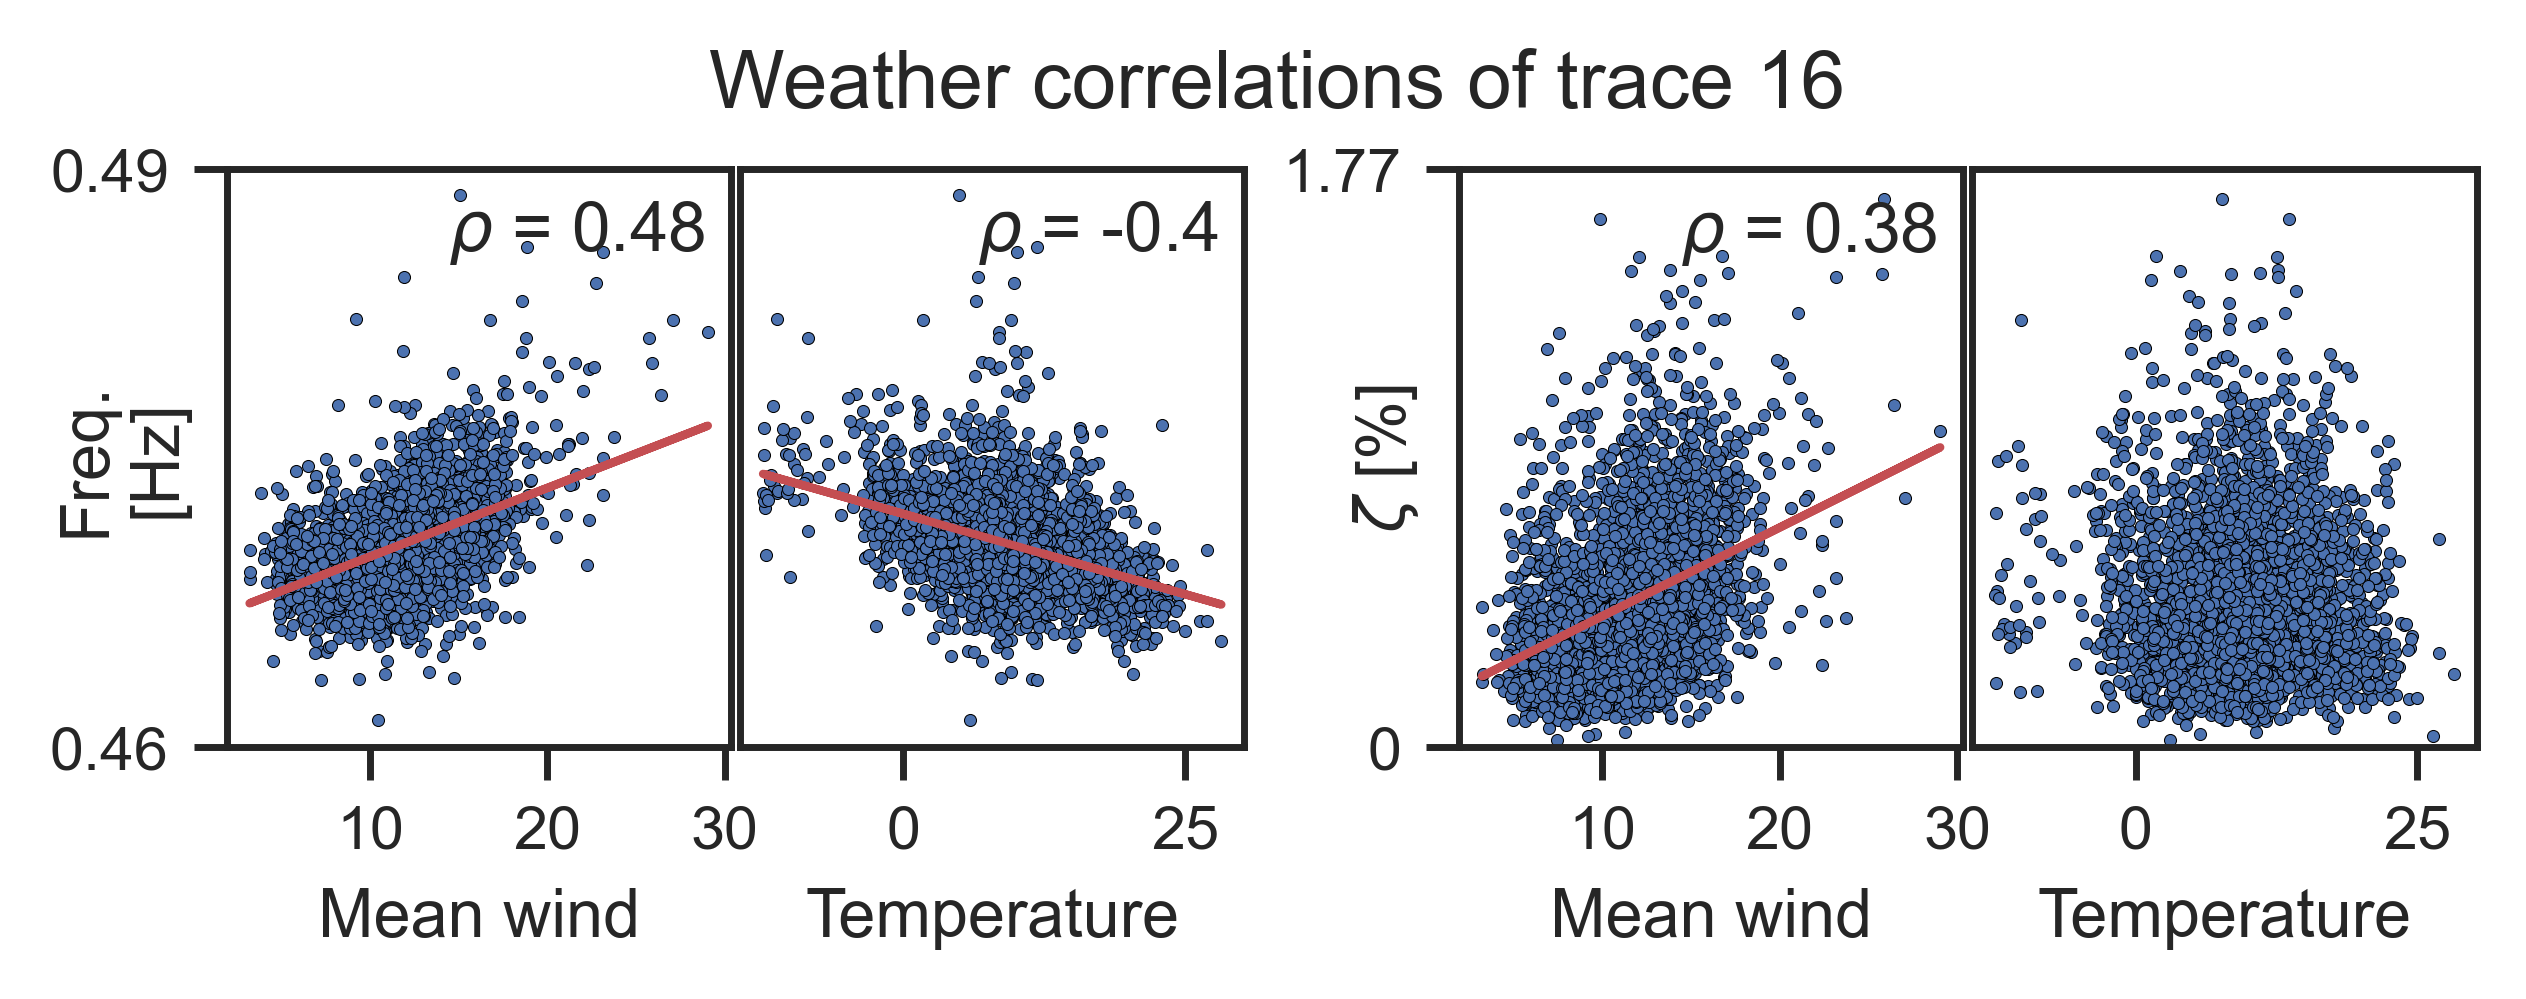 Weather correlations of trace 16
0.49
0.46
Freq.
[Hz]
ρ = 0.48
10 20 30
Mean wind
ρ = -0.4
0 25
Temperature
1.77
0
ζ [%]
ρ = 0.38
10 20 30
Mean wind
0 25
Temperature